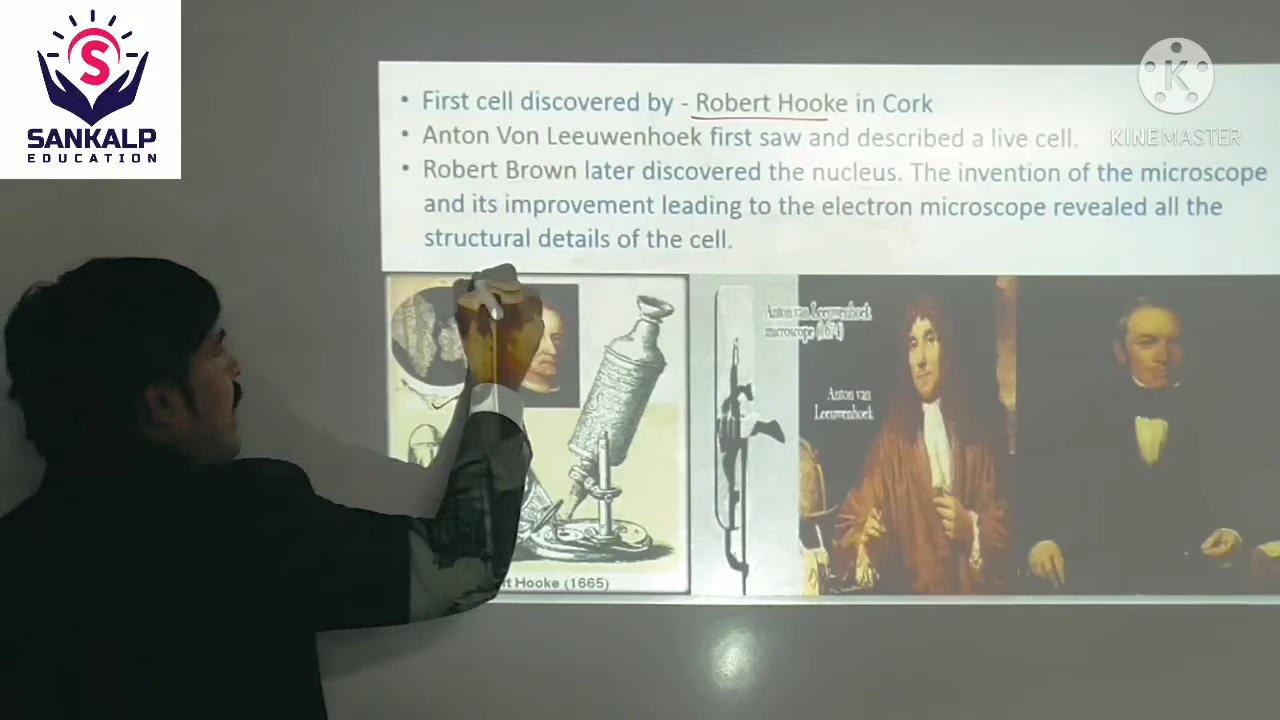 S
SANKALP
EDUCATION
K
KINEMASTER
• First cell discovered by - Robert Hooke in Cork
• Anton Von Leeuwenhoek first saw and described a live cell.
• Robert Brown later discovered the nucleus. The invention of the microscope
and its improvement leading to the electron microscope revealed all the
structural details of the cell.
Anton van Leeuwenhoek
microscope (1671)
Anton van
Leeuwenhoek
Hooke (1665)